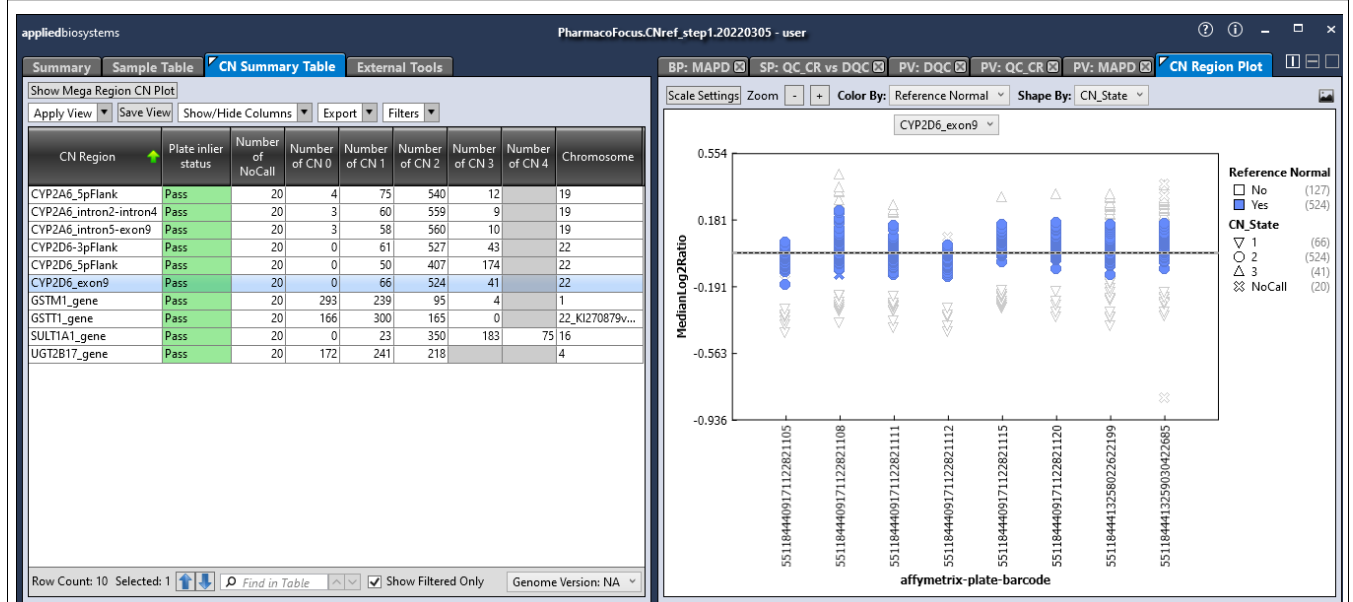 appliedbiosystems
PharmacoFocus.CNref_step1.20220305 - user
Summary Sample Table CN Summary Table External Tools
Show Mega Region CN Plot
Apply View Save View Show/Hide Columns Export Filters
CN Region Plate inlier status Number of NoCall Number of CN 0 Number of CN 1 Number of CN 2 Number of CN 3 Number of CN 4 Chromosome
CYP2A6_5pFlank Pass 20 4 75 540 12 19
CYP2A6_intron2-intron4 Pass 20 3 60 559 9 19
CYP2A6_intron5-exon9 Pass 20 3 58 560 10 19
CYP2D6-3pFlank Pass 20 0 61 527 43 22
CYP2D6_5pFlank Pass 20 0 50 407 174 22
CYP2D6_exon9 Pass 20 0 66 524 41 22
GSTM1_gene Pass 20 293 239 95 4 1
GSTT1_gene Pass 20 166 300 165 0 22_KI270879v...
SULT1A1_gene Pass 20 0 23 350 183 75 16
UGT2B17_gene Pass 20 172 241 218 4
Row Count: 10 Selected: 1 Find in Table Show Filtered Only Genome Version: NA
BP: MAPD SP: QC_CR vs DQC PV: DQC PV: QC_CR PV: MAPD CN Region Plot
Scale Settings Zoom - + Color By: Reference Normal Shape By: CN_State
CYP2D6_exon9
0.554
0.181
-0.191
-0.563
-0.936
MedianLog2Ratio
5511844409171122821105
5511844409171122821108
5511844409171122821111
5511844409171122821112
5511844409171122821115
5511844409171122821120
5511844413258022622199
5511844413259030422685
affymetrix-plate-barcode
Reference Normal
No (127)
Yes (524)
CN_State
1 (66)
2 (524)
3 (41)
NoCall (20)